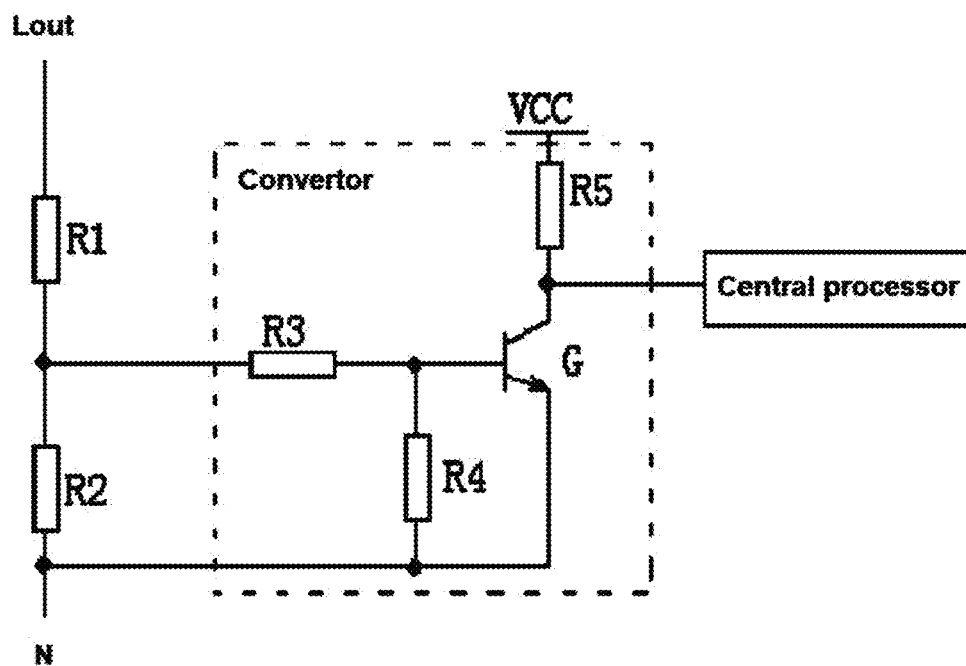 Lout
VCC
Convertor
R5
R1
Central processor
R3
G
R2
R4
N